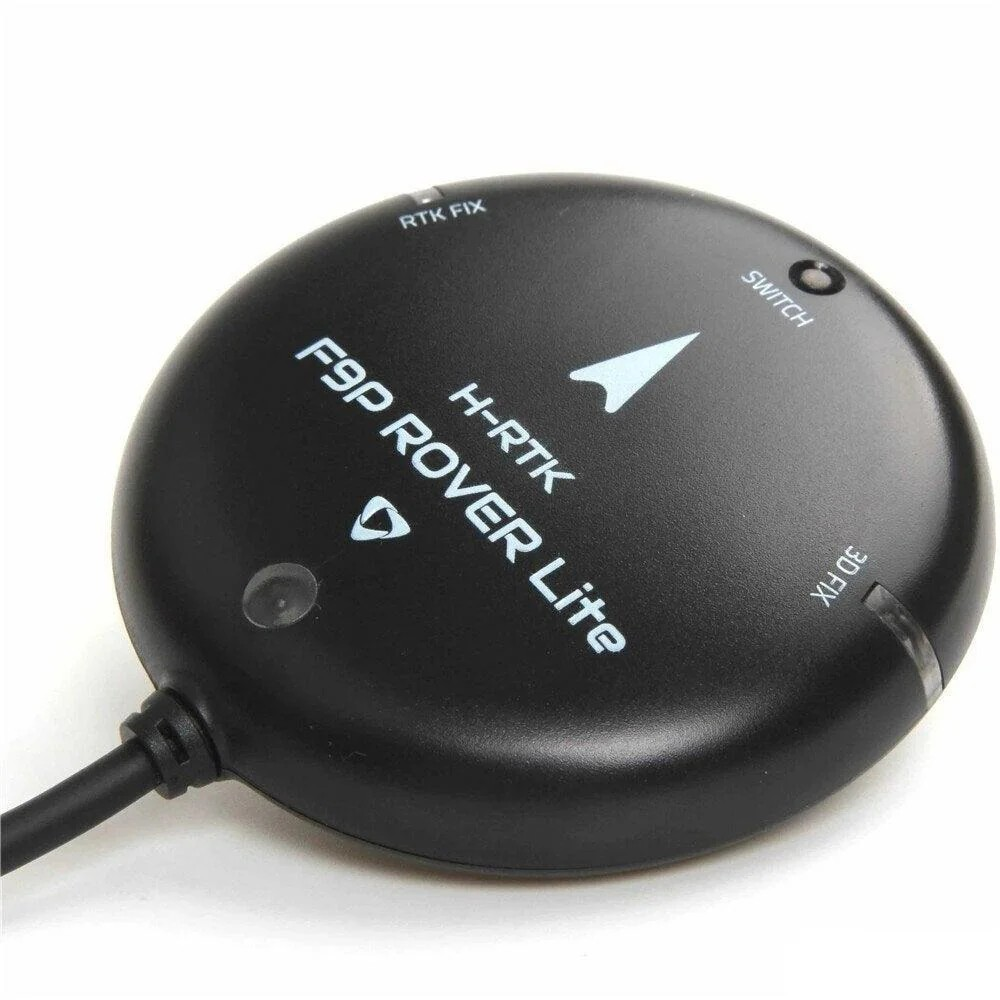 RTK FIX
SWITCH
H-RTK
F9P ROVER Lite
3D FIX